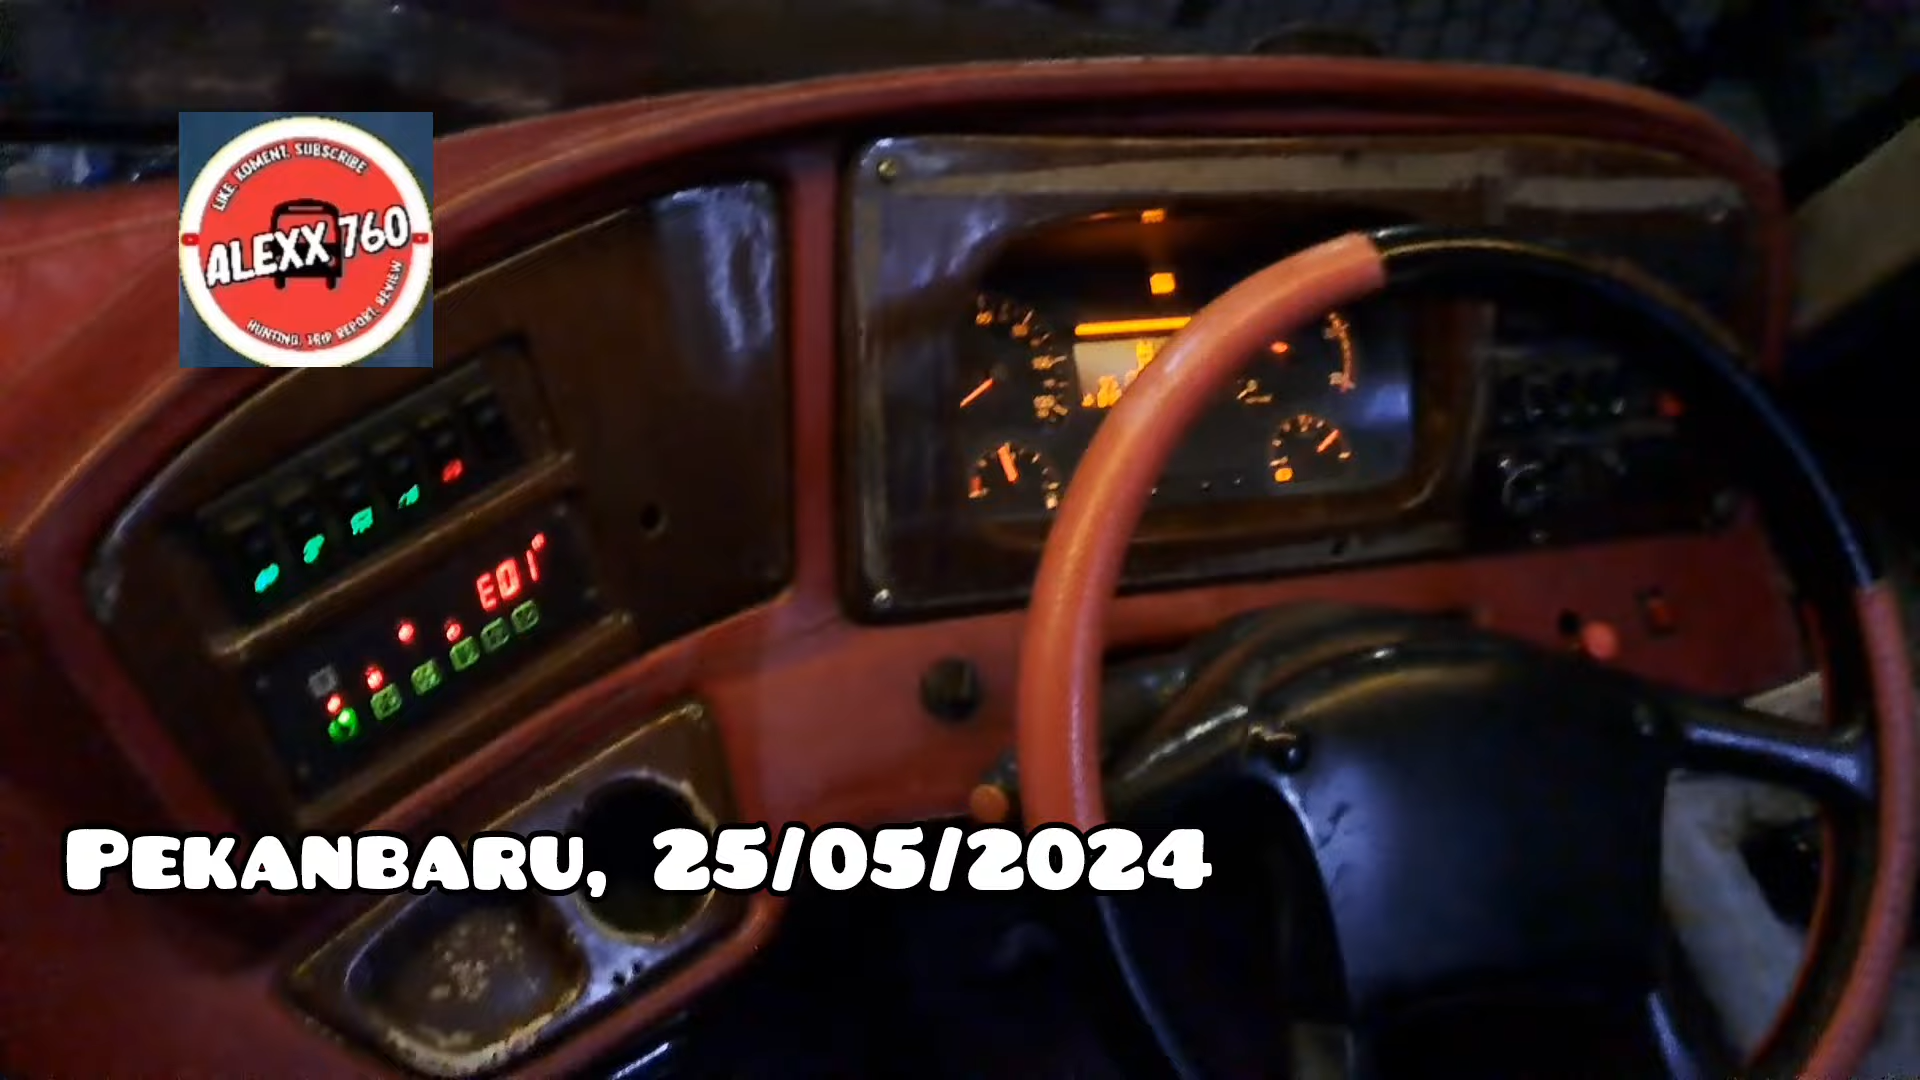 LIKE, KOMENT, SUBSCRIBE
ALEXX 760
HUNTING, TRIP REPORT, REVIEW
E01°
PEKANBARU, 25/05/2024